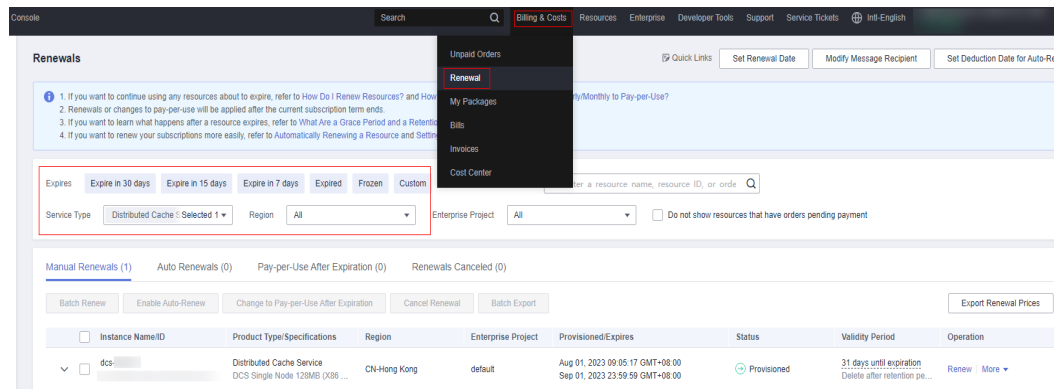 Console
Search
Billing & Costs
Resources
Enterprise
Developer Tools
Support
Service Tickets
Intl-English
Unpaid Orders
Renewal
My Packages
Bills
Invoices
Cost Center
Renewals
Quick Links
Set Renewal Date
Modify Message Recipient
Set Deduction Date for Auto-Re
1. If you want to continue using any resources about to expire, refer to How Do I Renew Resources? and How ly/Monthly to Pay-per-Use?
2. Renewals or changes to pay-per-use will be applied after the current subscription term ends.
3. If you want to learn what happens after a resource expires, refer to What Are a Grace Period and a Retentio
4. If you want to renew your subscriptions more easily, refer to Automatically Renewing a Resource and Settin
Expires
Expire in 30 days
Expire in 15 days
Expire in 7 days
Expired
Frozen
Custom
er a resource name, resource ID, or orde
Service Type
Distributed Cache S Selected 1
Region
All
Enterprise Project
All
Do not show resources that have orders pending payment
Manual Renewals (1)
Auto Renewals (0)
Pay-per-Use After Expiration (0)
Renewals Canceled (0)
Batch Renew
Enable Auto-Renew
Change to Pay-per-Use After Expiration
Cancel Renewal
Batch Export
Export Renewal Prices
Instance Name/ID
Product Type/Specifications
Region
Enterprise Project
Provisioned/Expires
Status
Validity Period
Operation
dcs-
Distributed Cache Service
DCS Single Node 128MB (X86 ...
CN-Hong Kong
default
Aug 01, 2023 09:05:17 GMT+08:00
Sep 01, 2023 23:59:59 GMT+08:00
Provisioned
31 days until expiration
Delete after retention pe...
Renew
More